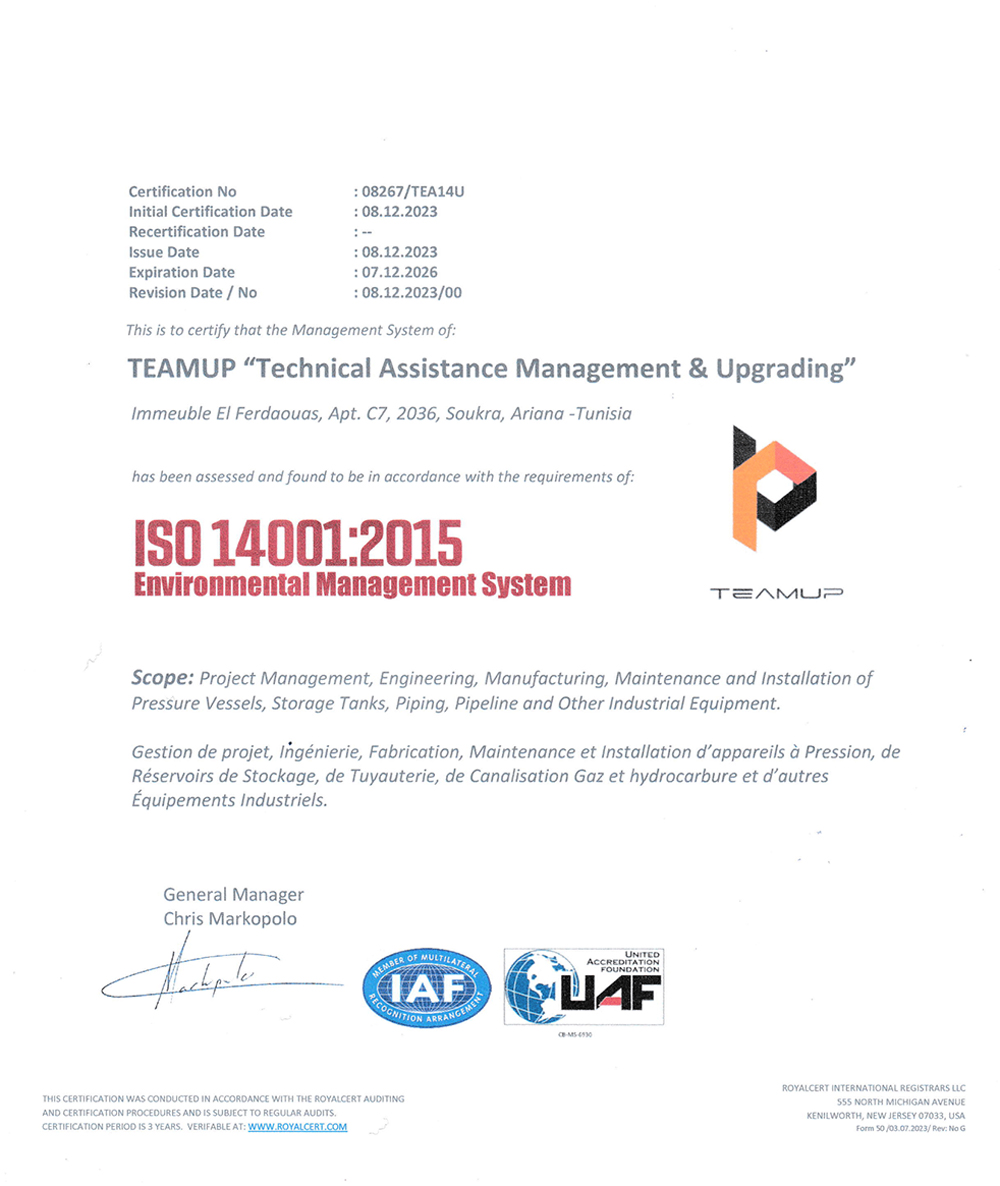 Certification No : 08267/TEA14U
Initial Certification Date : 08.12.2023
Recertification Date : --
Issue Date : 08.12.2023
Expiration Date : 07.12.2026
Revision Date / No : 08.12.2023/00
This is to certify that the Management System of:
TEAMUP “Technical Assistance Management & Upgrading”
Immeuble El Ferdaouas, Apt. C7, 2036, Soukra, Ariana -Tunisia
has been assessed and found to be in accordance with the requirements of:
ISO 14001:2015
Environmental Management System
TEAMUP
Scope: Project Management, Engineering, Manufacturing, Maintenance and Installation of
Pressure Vessels, Storage Tanks, Piping, Pipeline and Other Industrial Equipment.
Gestion de projet, Ingénierie, Fabrication, Maintenance et Installation d’appareils à Pression, de
Réservoirs de Stockage, de Tuyauterie, de Canalisation Gaz et hydrocarbure et d’autres
Équipements Industriels.
General Manager
Chris Markopolo
Markopolo
MEMBER OF MULTILATERAL
IAF
RECOGNITION ARRANGEMENT
UNITED
ACCREDITATION
FOUNDATION
UAF
THIS CERTIFICATION WAS CONDUCTED IN ACCORDANCE WITH THE ROYALCERT AUDITING
AND CERTIFICATION PROCEDURES AND IS SUBJECT TO REGULAR AUDITS.
CERTIFICATION PERIOD IS 3 YEARS. VERIFABLE AT: WWW.ROYALCERT.COM
ROYALCERT INTERNATIONAL REGISTRARS LLC
555 NORTH MICHIGAN AVENUE
KENILWORTH, NEW JERSEY 07033, USA
Form 50 /03.07.2023/ Rev: No G